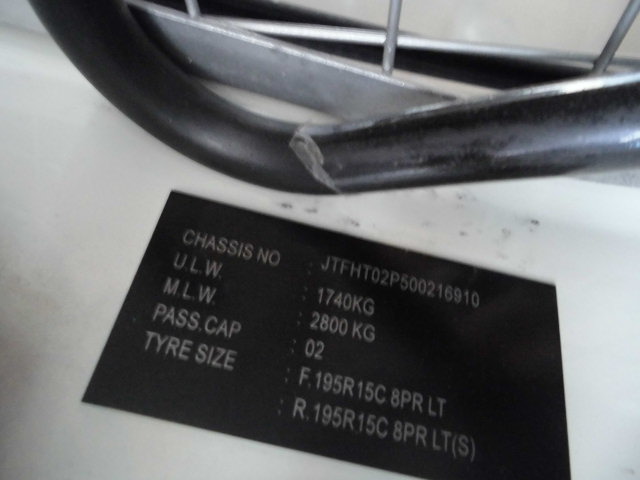 CHASSIS NO : JTFHT02P500216910
U.L.W. : 1740KG
M.L.W. : 2800 KG
PASS.CAP : 02
TYRE SIZE : F.195R15C 8PR LT
: R.195R15C 8PR LT(S)